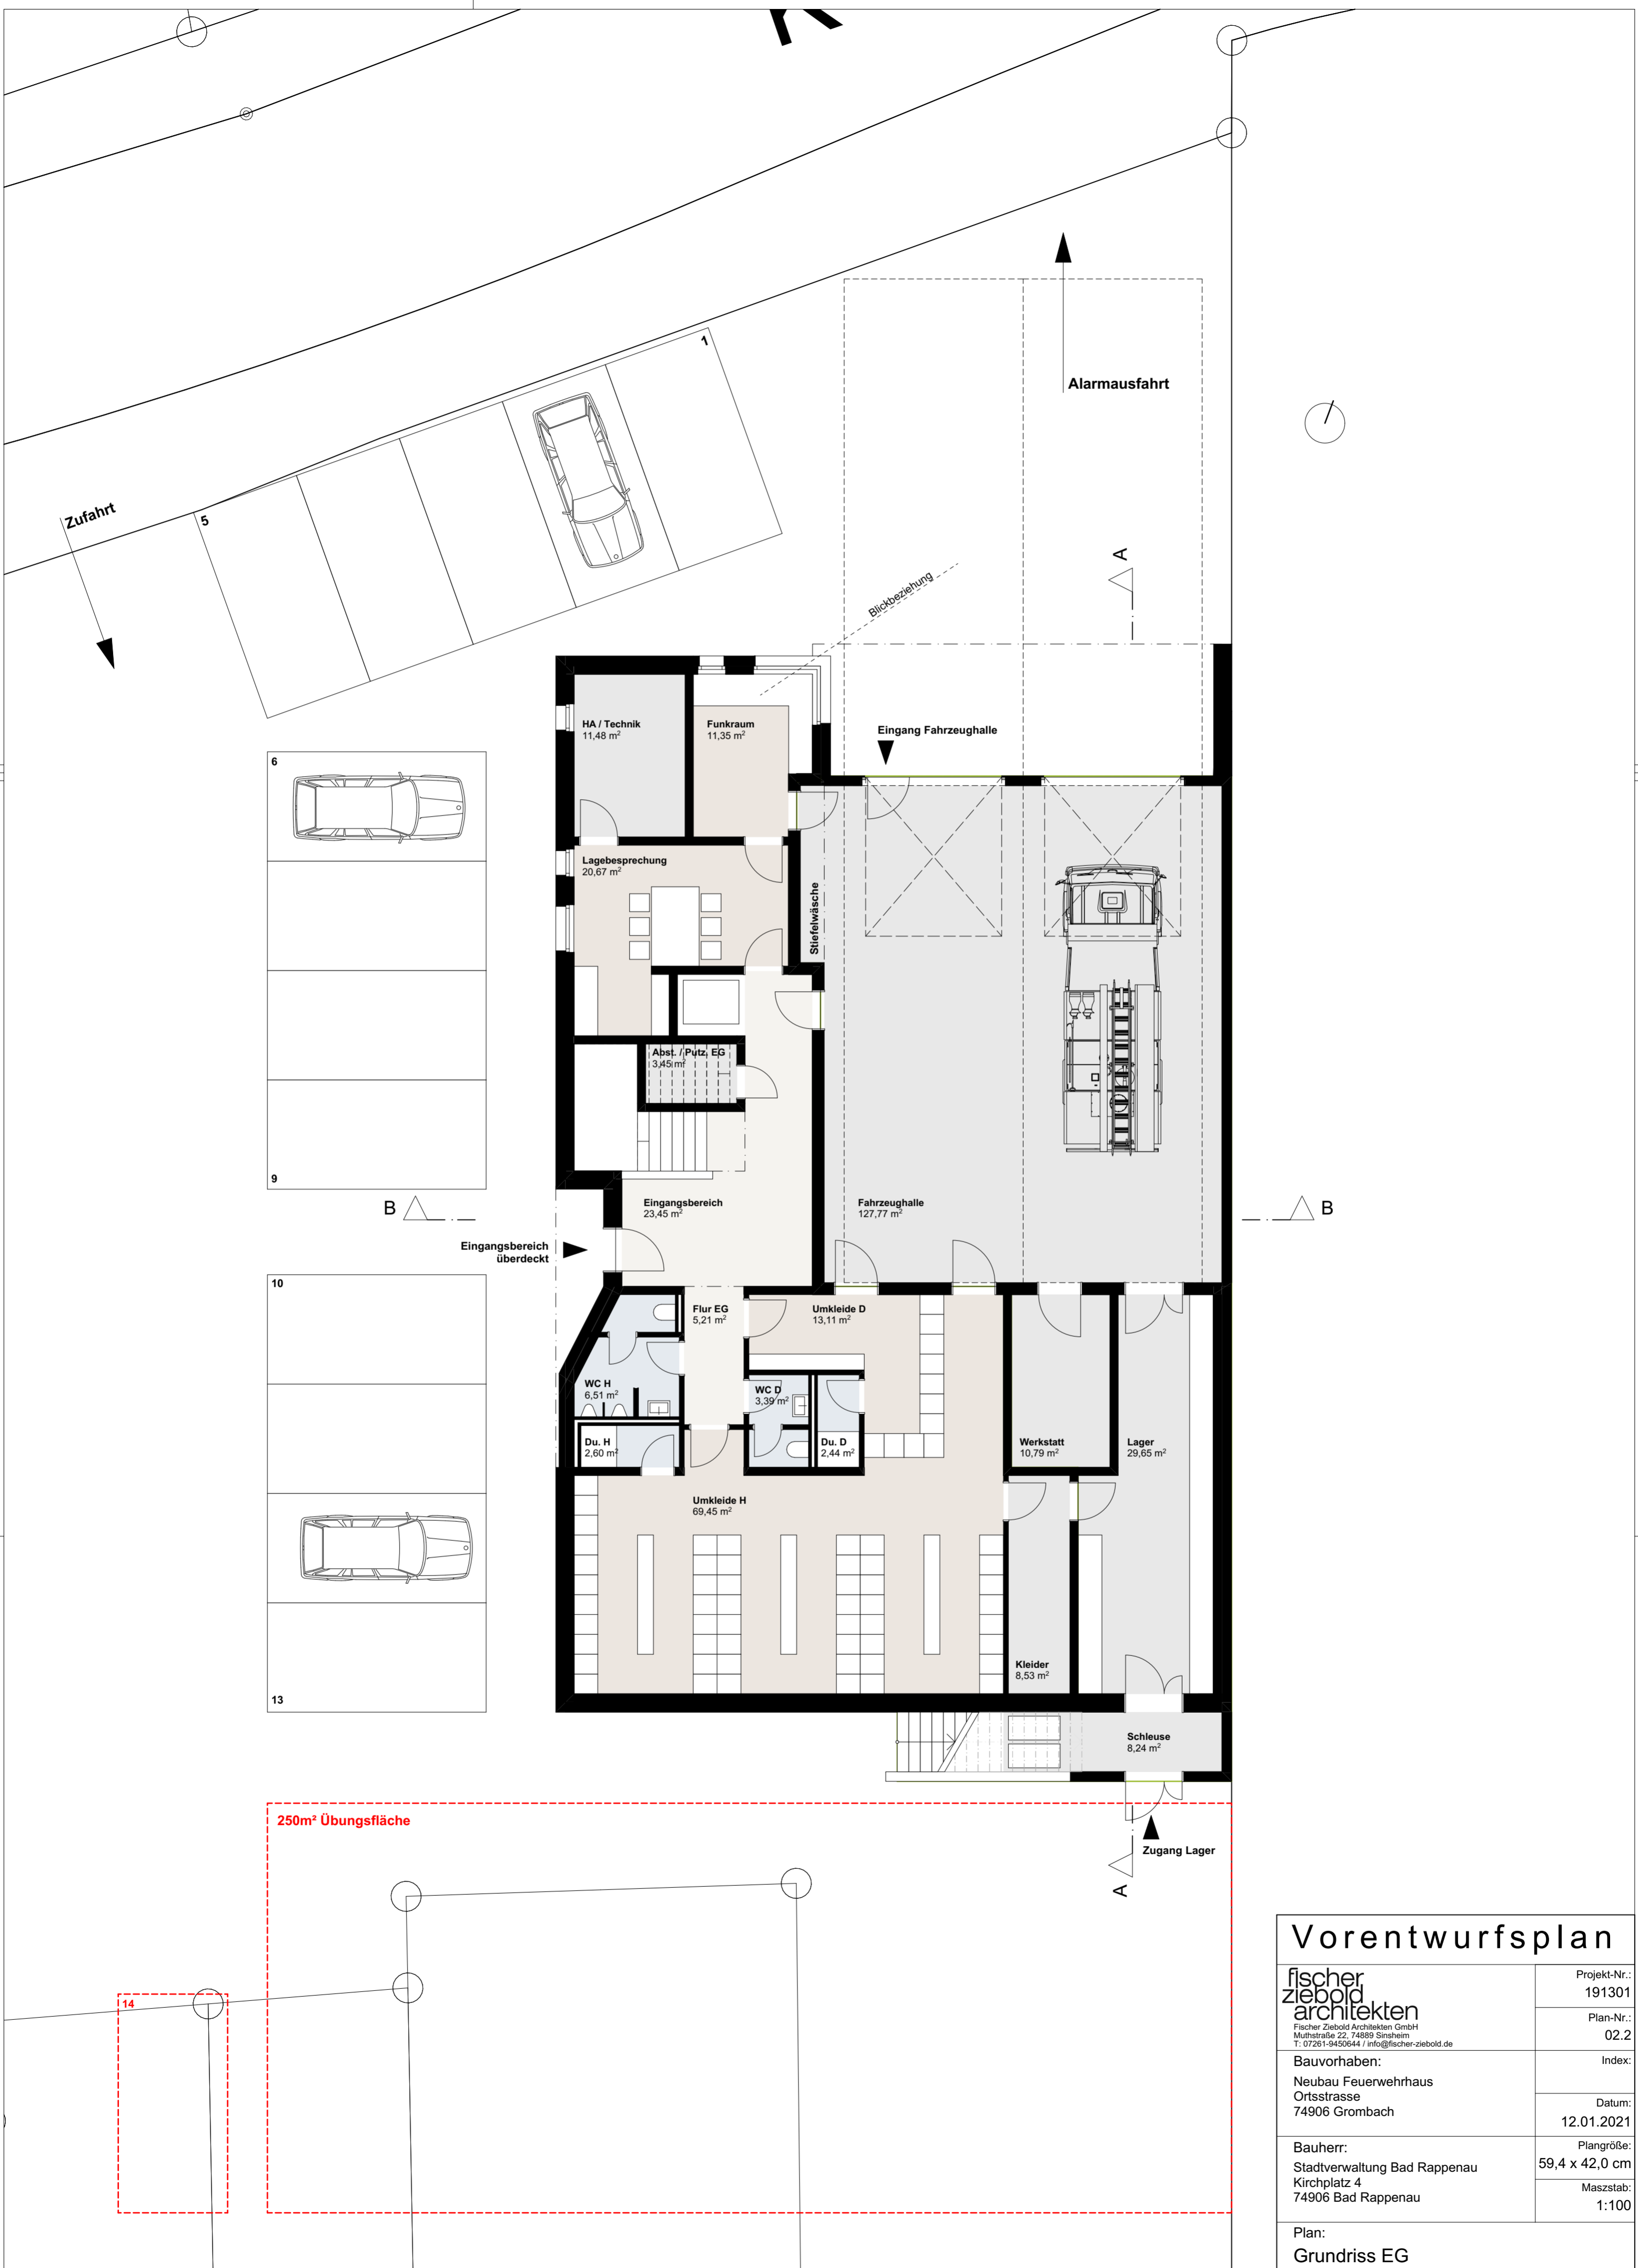 Alarmausfahrt
1
Zufahrt
5
A
Blickbeziehung
HA / Technik
11,48 m²
Funkraum
11,35 m²
Eingang Fahrzeughalle
6
Lagebesprechung
20,67 m²
Stiefelwäsche
Abst. / Putz. EG
3,45 m²
9
B
Eingangsbereich
23,45 m²
Fahrzeughalle
127,77 m²
B
Eingangsbereich
überdeckt
10
Flur EG
5,21 m²
Umkleide D
13,11 m²
WC H
6,51 m²
WC D
3,39 m²
Du. H
2,60 m²
Du. D
2,44 m²
Werkstatt
10,79 m²
Lager
29,65 m²
Umkleide H
69,45 m²
Kleider
8,53 m²
13
Schleuse
8,24 m²
250m² Übungsfläche
Zugang Lager
A
14
Vorentwurfsplan
fischer
ziebold
architekten
Fischer Ziebold Architekten GmbH
Muthstraße 22, 74889 Sinsheim
T: 07261-9450644 / info@fischer-ziebold.de
Projekt-Nr.:
191301
Plan-Nr.:
02.2
Bauvorhaben:
Neubau Feuerwehrhaus
Ortsstrasse
74906 Grombach
Index:
Datum:
12.01.2021
Bauherr:
Stadtverwaltung Bad Rappenau
Kirchplatz 4
74906 Bad Rappenau
Plangröße:
59,4 x 42,0 cm
Maszstab:
1:100
Plan:
Grundriss EG